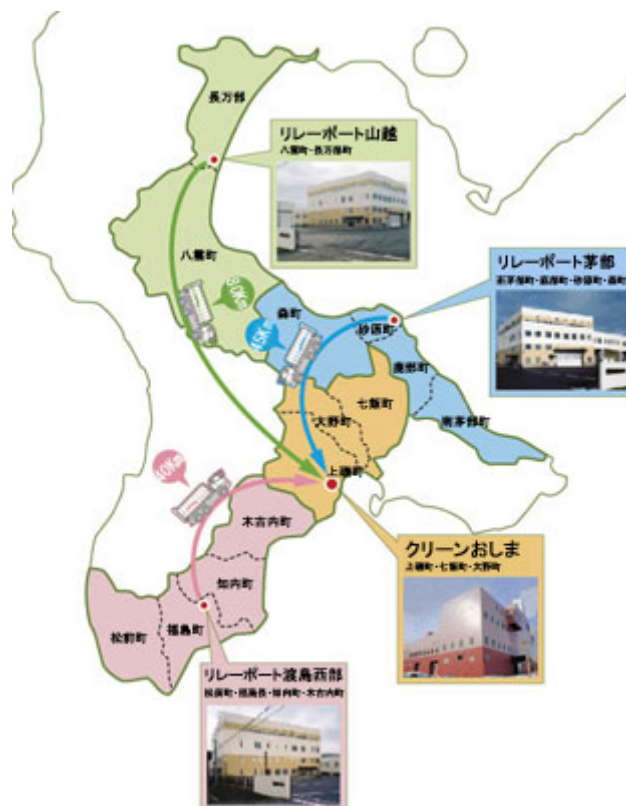 長万部
リレーポート山越
八雲町・長万部町
八雲町
80Km
リレーポート茅部
南茅部町・鹿部町・砂原町・森町
森町
砂原町
45Km
鹿部町
七飯町
大野町
南茅部町
上磯町
40Km
木古内町
クリーンおしま
上磯町・七飯町・大野町
知内町
福島町
松前町
リレーポート渡島西部
松前町・福島長・知内町・木古内町